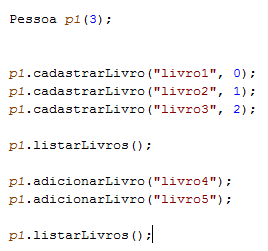 Pessoa p1(3);
p1.cadastrarLivro("livro1", 0);
p1.cadastrarLivro("livro2", 1);
p1.cadastrarLivro("livro3", 2);
p1.listarLivros();
p1.adicionarLivro("livro4");
p1.adicionarLivro("livro5");
p1.listarLivros();